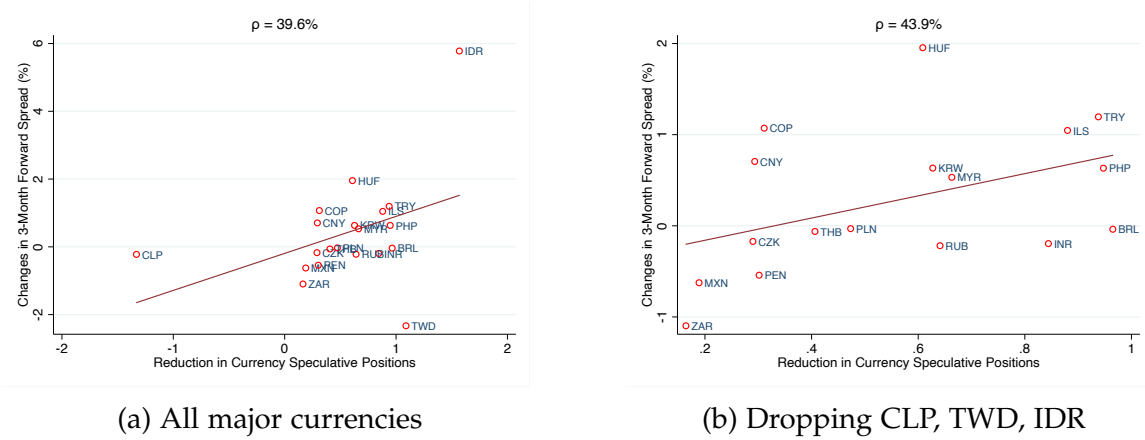 ρ = 39.6%
Changes in 3-Month Forward Spread (%)
6
4
2
0
-2
IDR
HUF
COP
TRY
ILS
CNY
KRW
PHP
MYR
CLP
THB
PLN
BRL
CZK
RUB
INR
PEN
MXN
ZAR
TWD
-2 -1 0 1 2
Reduction in Currency Speculative Positions
(a) All major currencies
ρ = 43.9%
Changes in 3-Month Forward Spread (%)
2
1
0
-1
HUF
TRY
COP
ILS
CNY
KRW
PHP
MYR
THB
PLN
BRL
CZK
RUB
INR
PEN
MXN
ZAR
.2 .4 .6 .8 1
Reduction in Currency Speculative Positions
(b) Dropping CLP, TWD, IDR